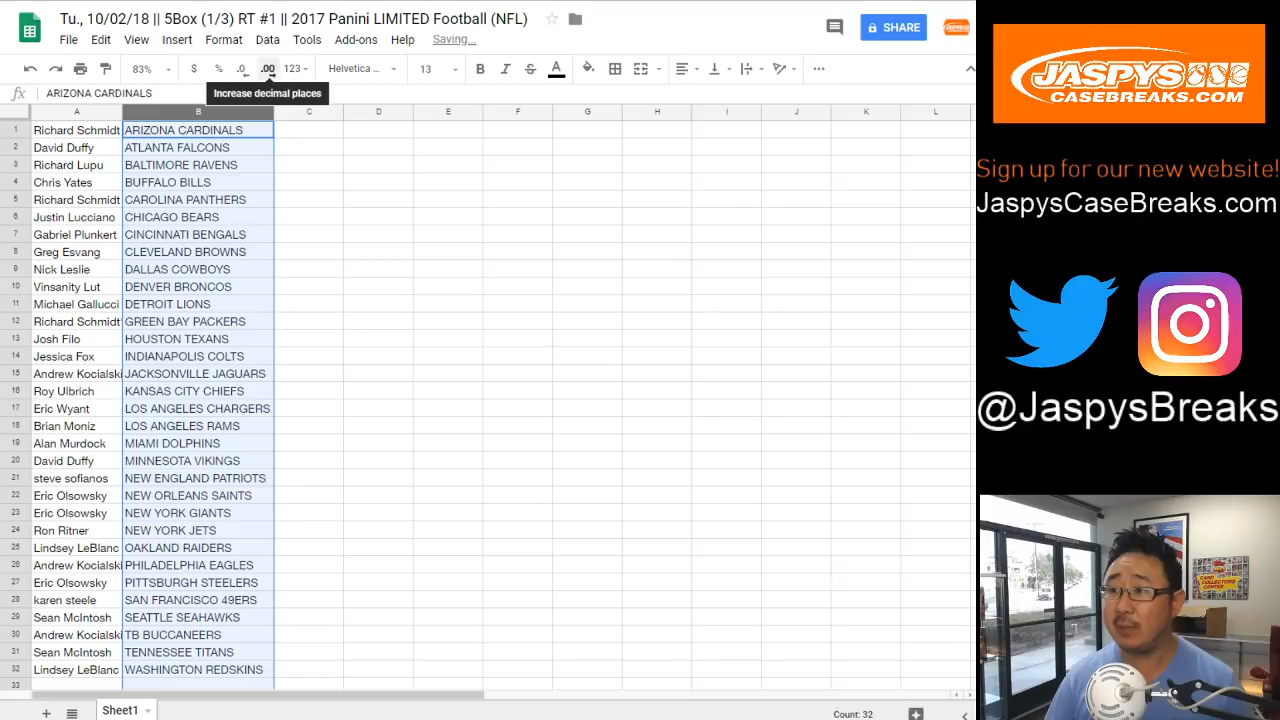 Tu., 10/02/18 || 5Box (1/3) RT #1 || 2017 Panini LIMITED Football (NFL)
SHARE
File Edit View Insert Format Data Tools Add-ons Help Saving...
83% $ % .0 .00 123 Helvetica ... 13 B I S A
Increase decimal places
fx ARIZONA CARDINALS
A B C D E F G H I J K L
1 Richard Schmidt ARIZONA CARDINALS
2 David Duffy ATLANTA FALCONS
3 Richard Lupu BALTIMORE RAVENS
4 Chris Yates BUFFALO BILLS
5 Richard Schmidt CAROLINA PANTHERS
6 Justin Lucciano CHICAGO BEARS
7 Gabriel Plunkert CINCINNATI BENGALS
8 Greg Esvang CLEVELAND BROWNS
9 Nick Leslie DALLAS COWBOYS
10 Vinsanity Lut DENVER BRONCOS
11 Michael Gallucci DETROIT LIONS
12 Richard Schmidt GREEN BAY PACKERS
13 Josh Filo HOUSTON TEXANS
14 Jessica Fox INDIANAPOLIS COLTS
15 Andrew Kocialski JACKSONVILLE JAGUARS
16 Roy Ulbrich KANSAS CITY CHIEFS
17 Eric Wyant LOS ANGELES CHARGERS
18 Brian Moniz LOS ANGELES RAMS
19 Alan Murdock MIAMI DOLPHINS
20 David Duffy MINNESOTA VIKINGS
21 steve sofianos NEW ENGLAND PATRIOTS
22 Eric Olsowsky NEW ORLEANS SAINTS
23 Eric Olsowsky NEW YORK GIANTS
24 Ron Ritner NEW YORK JETS
25 Lindsey LeBlanc OAKLAND RAIDERS
26 Andrew Kocialski PHILADELPHIA EAGLES
27 Eric Olsowsky PITTSBURGH STEELERS
28 karen steele SAN FRANCISCO 49ERS
29 Sean McIntosh SEATTLE SEAHAWKS
30 Andrew Kocialski TB BUCCANEERS
31 Sean McIntosh TENNESSEE TITANS
32 Lindsey LeBlanc WASHINGTON REDSKINS
33
Sheet1
Count: 32
JASPYS
CASEBREAKS.COM
Sign up for our new website!
JaspysCaseBreaks.com
@JaspysBreaks
CARD
COLLECTORS
CENTER